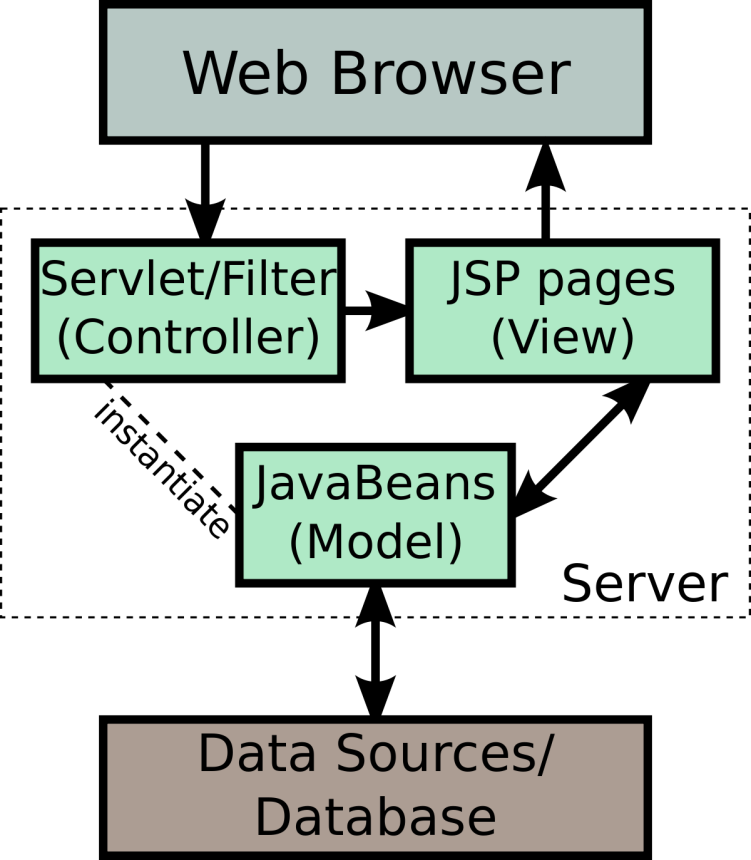 Web Browser
Servlet/Filter
(Controller)
JSP pages
(View)
instantiate
JavaBeans
(Model)
Server
Data Sources/
Database